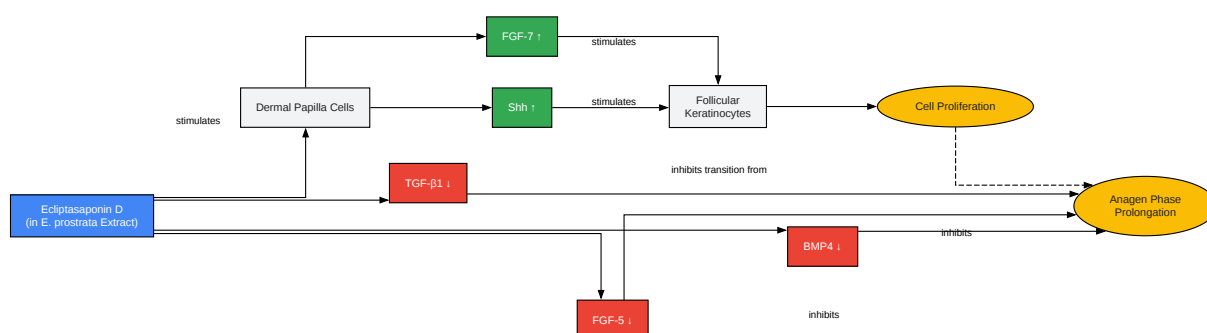 FGF-7 ↑
stimulates
Dermal Papilla Cells
Shh ↑
stimulates
Follicular
Keratinocytes
Cell Proliferation
stimulates
TGF-β1 ↓
inhibits transition from
Ecliptasaponin D
(in E. prostrata Extract)
Anagen Phase
Prolongation
BMP4 ↓
inhibits
FGF-5 ↓
inhibits